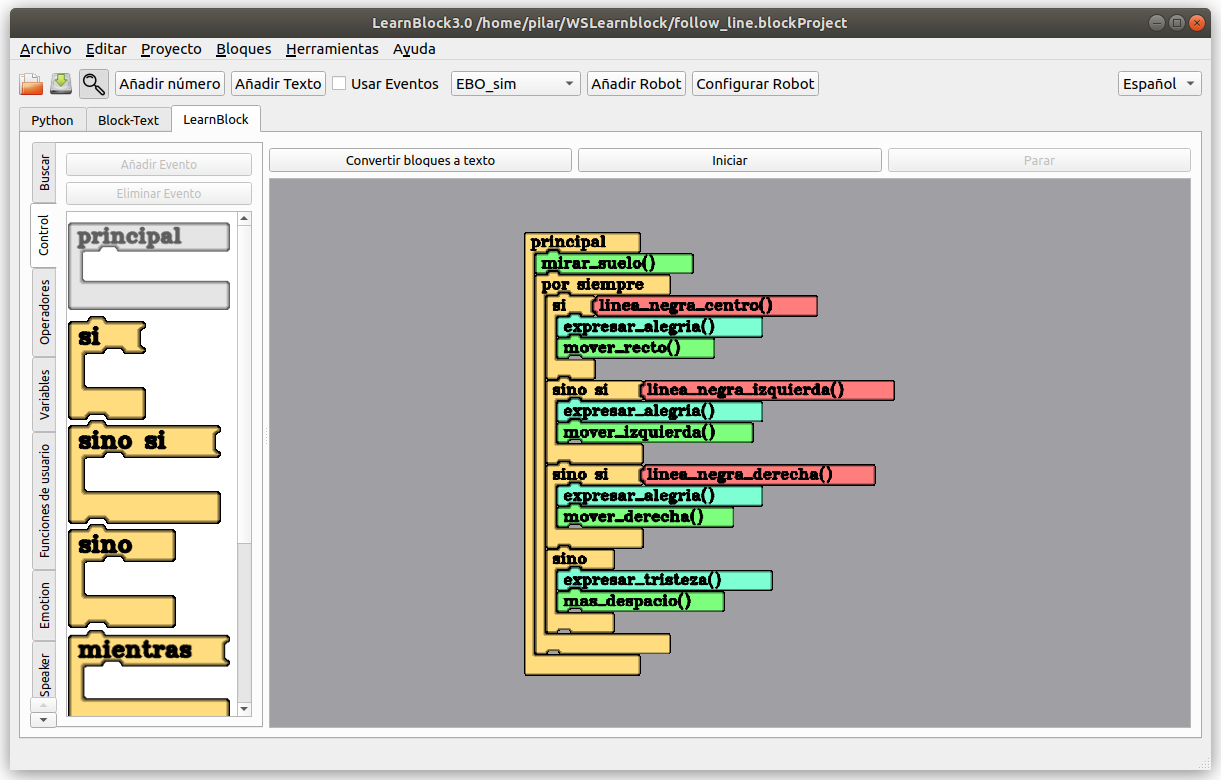 LearnBlock3.0 /home/pilar/WSLearnblock/follow_line.blockProject
Archivo Editar Proyecto Bloques Herramientas Ayuda
Añadir número Añadir Texto Usar Eventos EBO_sim Añadir Robot Configurar Robot Español
Python Block-Text LearnBlock
Buscar
Control
Operadores
Variables
Funciones de usuario
Emotion
Speaker
Añadir Evento
Eliminar Evento
principal
si
sino si
sino
mientras
Convertir bloques a texto Iniciar Parar
principal
mirar_suelo()
por siempre
si linea_negra_centro()
expresar_alegria()
mover_recto()
sino si linea_negra_izquierda()
expresar_alegria()
mover_izquierda()
sino si linea_negra_derecha()
expresar_alegria()
mover_derecha()
sino
expresar_tristeza()
mas_despacio()